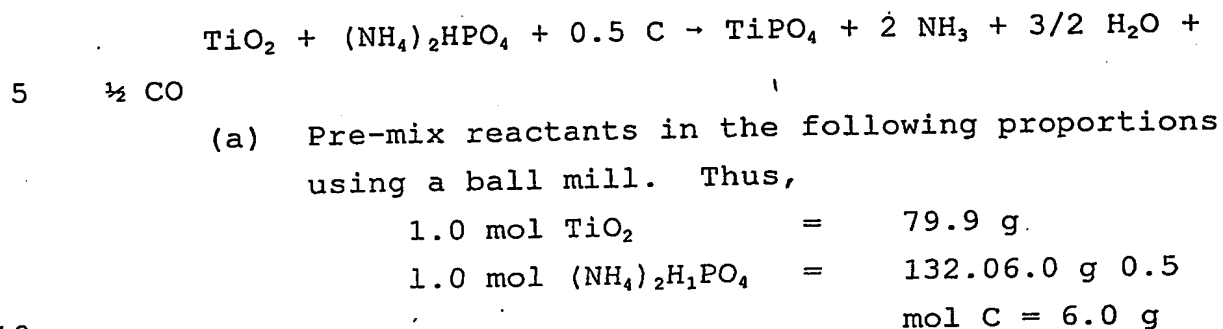 TiO₂ + (NH₄)₂HPO₄ + 0.5 C → TiPO₄ + 2 NH₃ + 3/2 H₂O +
5 ½ CO
(a) Pre-mix reactants in the following proportions
using a ball mill. Thus,
1.0 mol TiO₂ = 79.9 g
1.0 mol (NH₄)₂H₁PO₄ = 132.06.0 g 0.5
mol C = 6.0 g